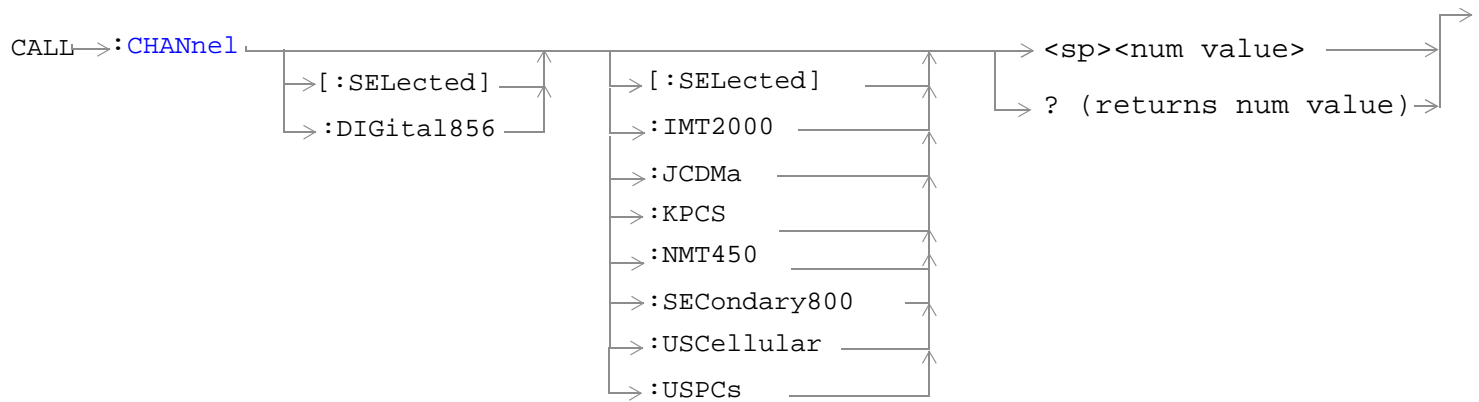 CALL :CHANnel <sp><num value>
[:SELected] [:SELected]
? (returns num value)
:DIGital856 :IMT2000
:JCDMa
:KPCS
:NMT450
:SECondary800
:USCellular
:USPCs